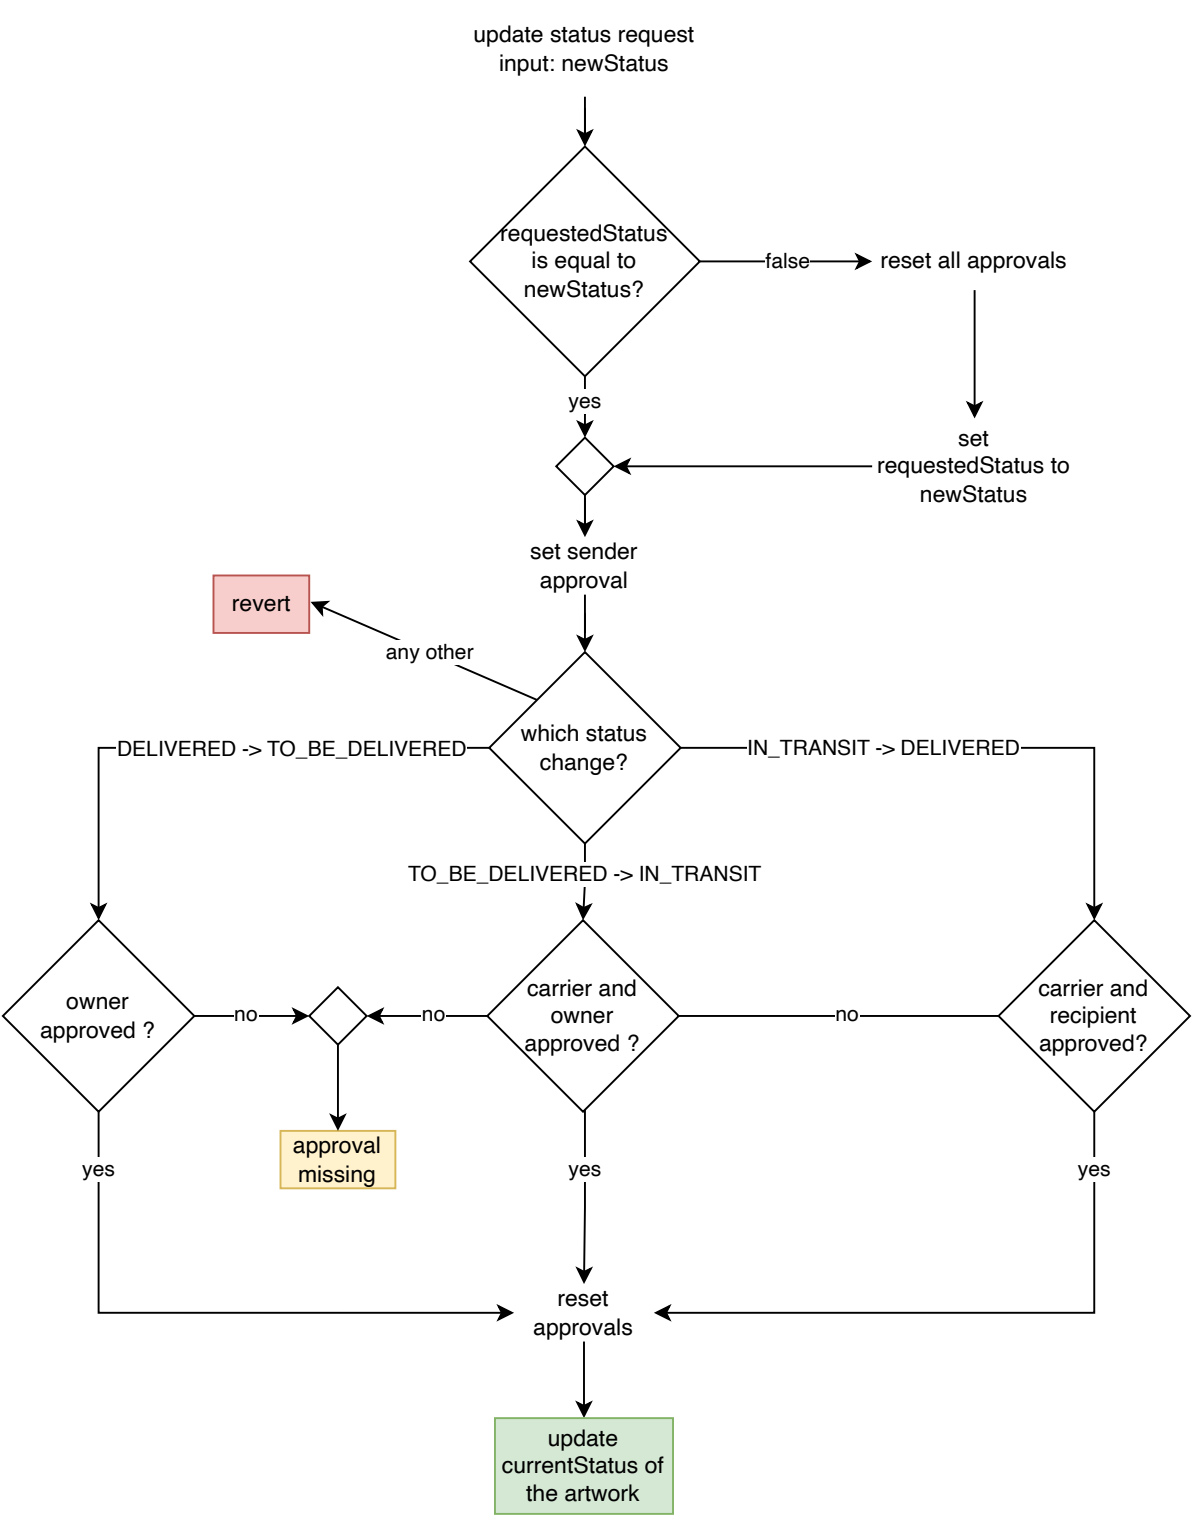 update status request
input: newStatus
requestedStatus
is equal to
newStatus?
false
reset all approvals
yes
set
requestedStatus to
newStatus
set sender
approval
revert
any other
which status
change?
DELIVERED -> TO_BE_DELIVERED
IN_TRANSIT -> DELIVERED
TO_BE_DELIVERED -> IN_TRANSIT
owner
approved ?
no
no
carrier and
owner
approved ?
no
carrier and
recipient
approved?
approval
missing
yes
yes
yes
reset
approvals
update
currentStatus of
the artwork